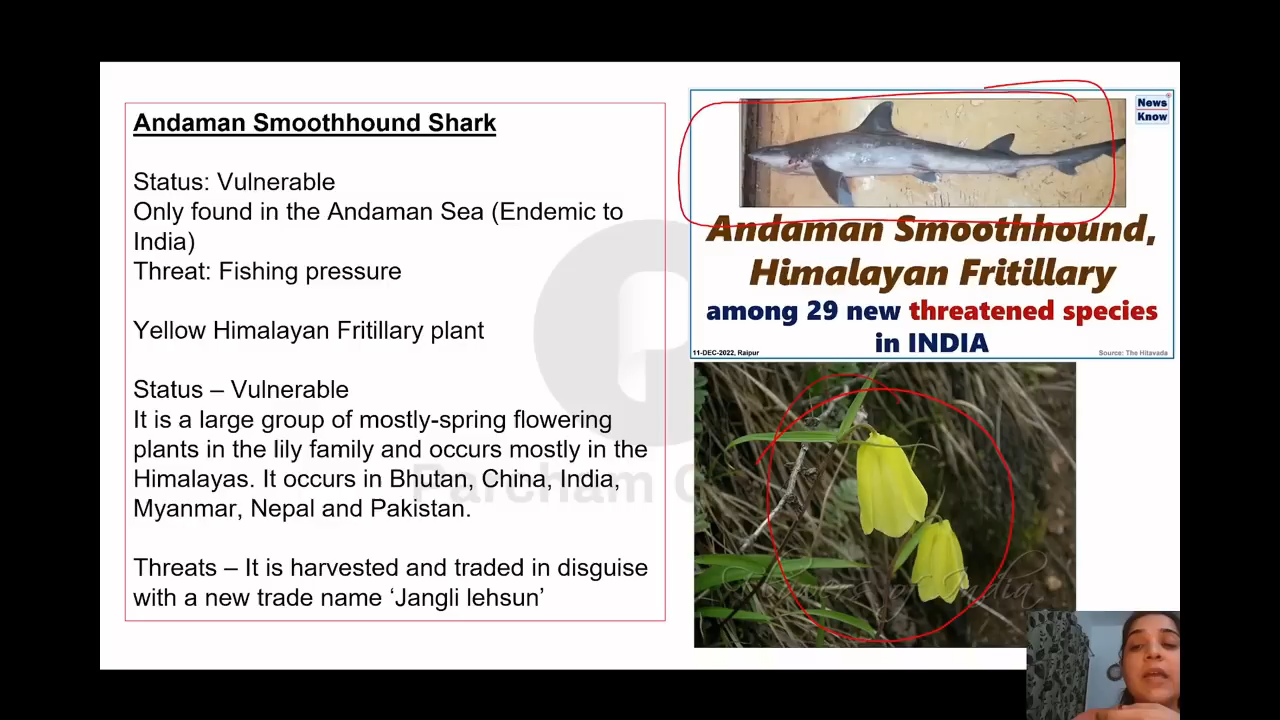 Andaman Smoothhound Shark
Status: Vulnerable
Only found in the Andaman Sea (Endemic to
India)
Threat: Fishing pressure
Yellow Himalayan Fritillary plant
Status – Vulnerable
It is a large group of mostly-spring flowering
plants in the lily family and occurs mostly in the
Himalayas. It occurs in Bhutan, China, India,
Myanmar, Nepal and Pakistan.
Threats – It is harvested and traded in disguise
with a new trade name ‘Jangli lehsun’
News
Know
Andaman Smoothhound,
Himalayan Fritillary
among 29 new threatened species
in INDIA
11-DEC-2022, Raipur
Source: The Hitavada
Flowers of India
Parcham